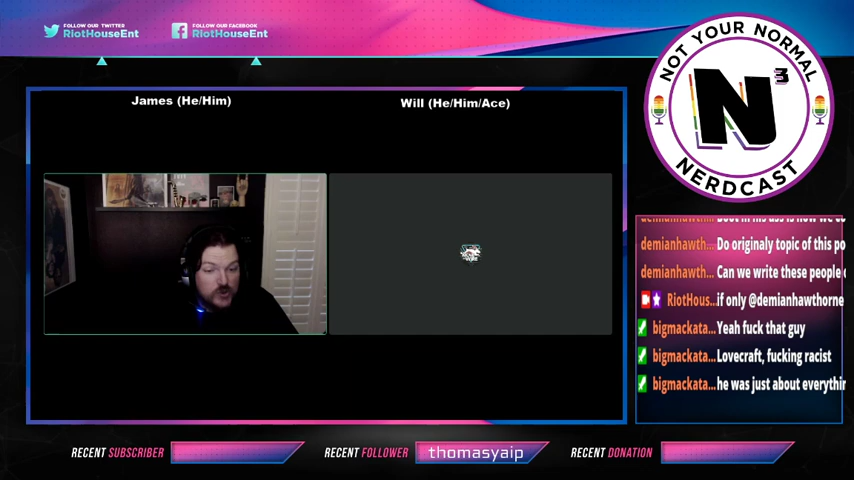 FOLLOW OUR TWITTER
RiotHouseEnt
FOLLOW OUR FACEBOOK
RiotHouseEnt
NOT YOUR NORMAL
N³
NERDCAST
James (He/Him)
Will (He/Him/Ace)
demianhawth... Do originaly topic of this po
demianhawth... Can we write these people
RiotHous.. if only @demianhawthorne
bigmackata... Yeah fuck that guy
bigmackata... Lovecraft, fucking racist
bigmackata... he was just about everythin
RECENT SUBSCRIBER
RECENT FOLLOWER
thomasyaip
RECENT DONATION